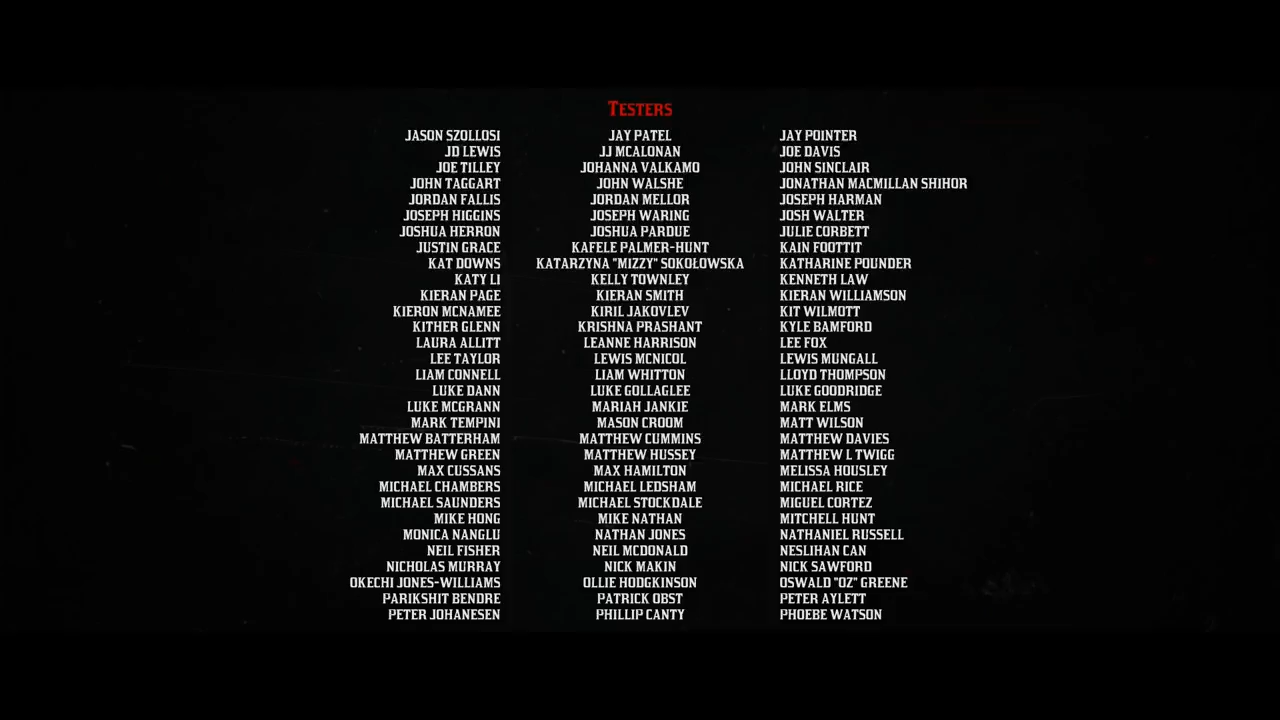 TESTERS
JASON SZOLLOSI JAY PATEL JAY POINTER
JD LEWIS JJ MCALONAN JOE DAVIS
JOE TILLEY JOHANNA VALKAMO JOHN SINCLAIR
JOHN TAGGART JOHN WALSHE JONATHAN MACMILLAN SHIHOR
JORDAN FALLIS JORDAN MELLOR JOSEPH HARMAN
JOSEPH HIGGINS JOSEPH WARING JOSH WALTER
JOSHUA HERRON JOSHUA PARDUE JULIE CORBETT
JUSTIN GRACE KAFELE PALMER-HUNT KAIN FOOTTIT
KAT DOWNS KATARZYNA "MIZZY" SOKOŁOWSKA KATHARINE POUNDER
KATY LI KELLY TOWNLEY KENNETH LAW
KIERAN PAGE KIERAN SMITH KIERAN WILLIAMSON
KIERON MCNAMEE KIRIL JAKOVLEV KIT WILMOTT
KITHER GLENN KRISHNA PRASHANT KYLE BAMFORD
LAURA ALLITT LEANNE HARRISON LEE FOX
LEE TAYLOR LEWIS MCNICOL LEWIS MUNGALL
LIAM CONNELL LIAM WHITTON LLOYD THOMPSON
LUKE DANN LUKE GOLLAGLEE LUKE GOODRIDGE
LUKE MCGRANN MARIAH JANKIE MARK ELMS
MARK TEMPINI MASON CROOM MATT WILSON
MATTHEW BATTERHAM MATTHEW CUMMINS MATTHEW DAVIES
MATTHEW GREEN MATTHEW HUSSEY MATTHEW L TWIGG
MAX CUSSANS MAX HAMILTON MELISSA HOUSLEY
MICHAEL CHAMBERS MICHAEL LEDSHAM MICHAEL RICE
MICHAEL SAUNDERS MICHAEL STOCKDALE MIGUEL CORTEZ
MIKE HONG MIKE NATHAN MITCHELL HUNT
MONICA NANGLU NATHAN JONES NATHANIEL RUSSELL
NEIL FISHER NEIL MCDONALD NESLIHAN CAN
NICHOLAS MURRAY NICK MAKIN NICK SAWFORD
OKECHI JONES-WILLIAMS OLLIE HODGKINSON OSWALD "OZ" GREENE
PARIKSHIT BENDRE PATRICK OBST PETER AYLETT
PETER JOHANESEN PHILLIP CANTY PHOEBE WATSON